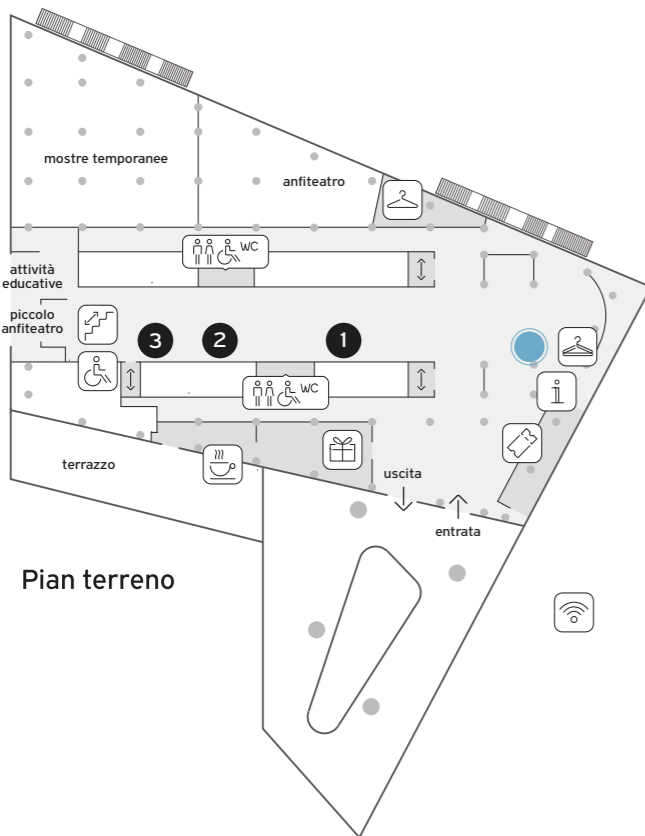 mostre temporanee
anfiteatro
WC
attività
educative
piccolo
anfiteatro
3
2
1
WC
i
terrazzo
uscita
entrata
Pian terreno